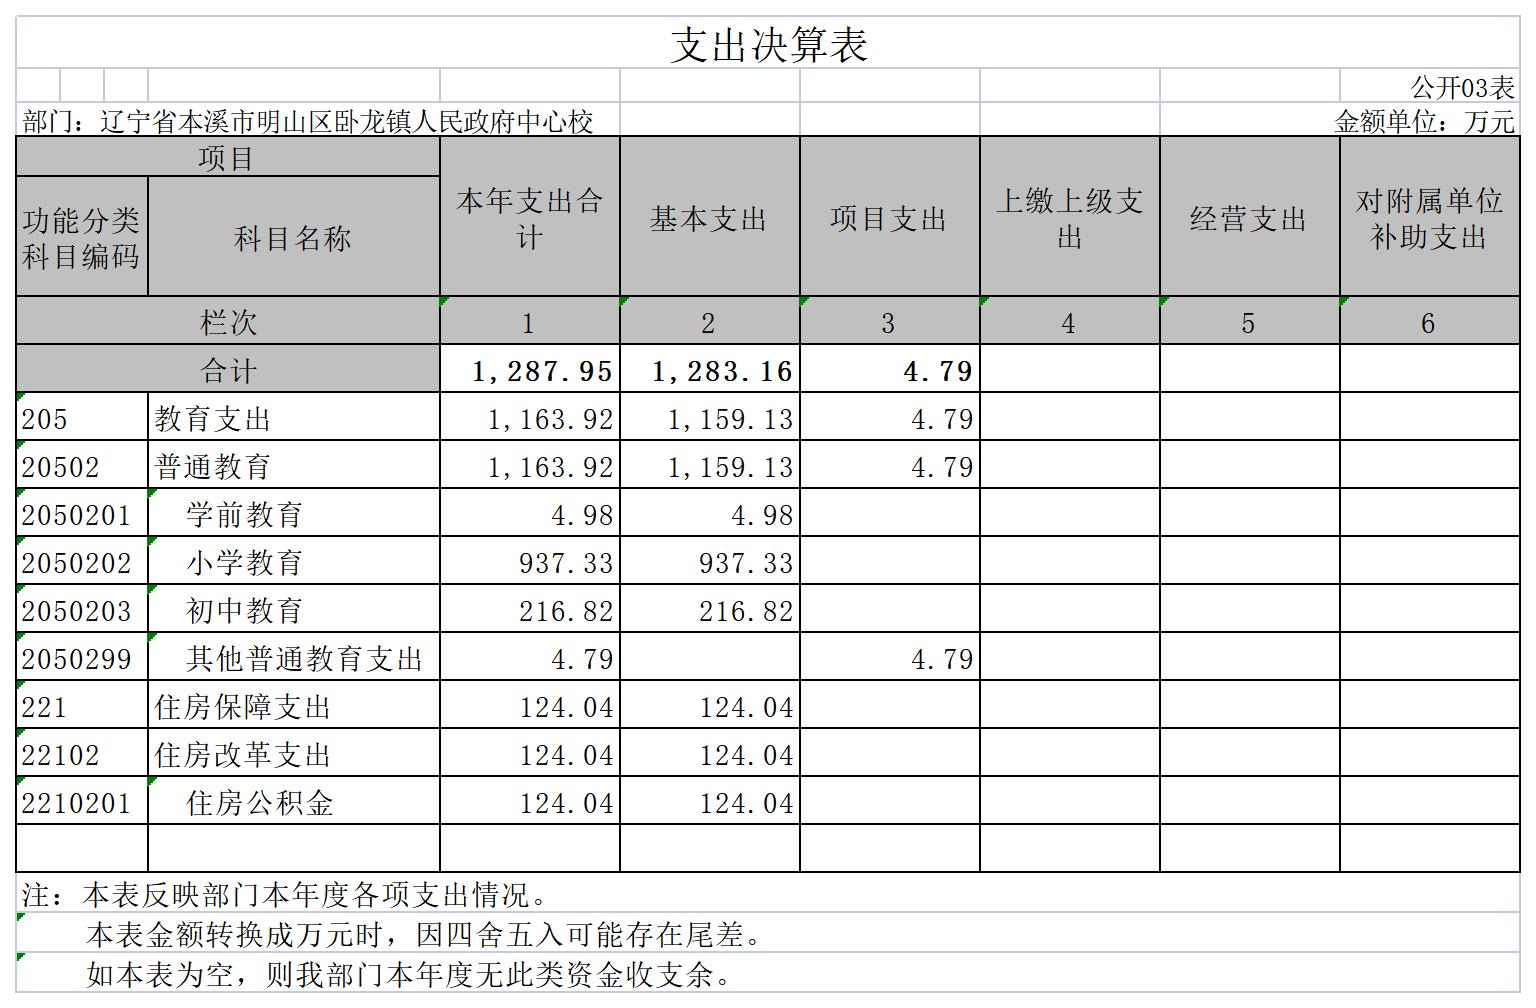 支出决算表
公开03表
部门：辽宁省本溪市明山区卧龙镇人民政府中心校 金额单位：万元
项目
功能分类科目编码 科目名称 本年支出合计 基本支出 项目支出 上缴上级支出 经营支出 对附属单位补助支出
栏次 1 2 3 4 5 6
合计 1,287.95 1,283.16 4.79
205 教育支出 1,163.92 1,159.13 4.79
20502 普通教育 1,163.92 1,159.13 4.79
2050201 学前教育 4.98 4.98
2050202 小学教育 937.33 937.33
2050203 初中教育 216.82 216.82
2050299 其他普通教育支出 4.79 4.79
221 住房保障支出 124.04 124.04
22102 住房改革支出 124.04 124.04
2210201 住房公积金 124.04 124.04
注：本表反映部门本年度各项支出情况。
本表金额转换成万元时，因四舍五入可能存在尾差。
如本表为空，则我部门本年度无此类资金收支余。